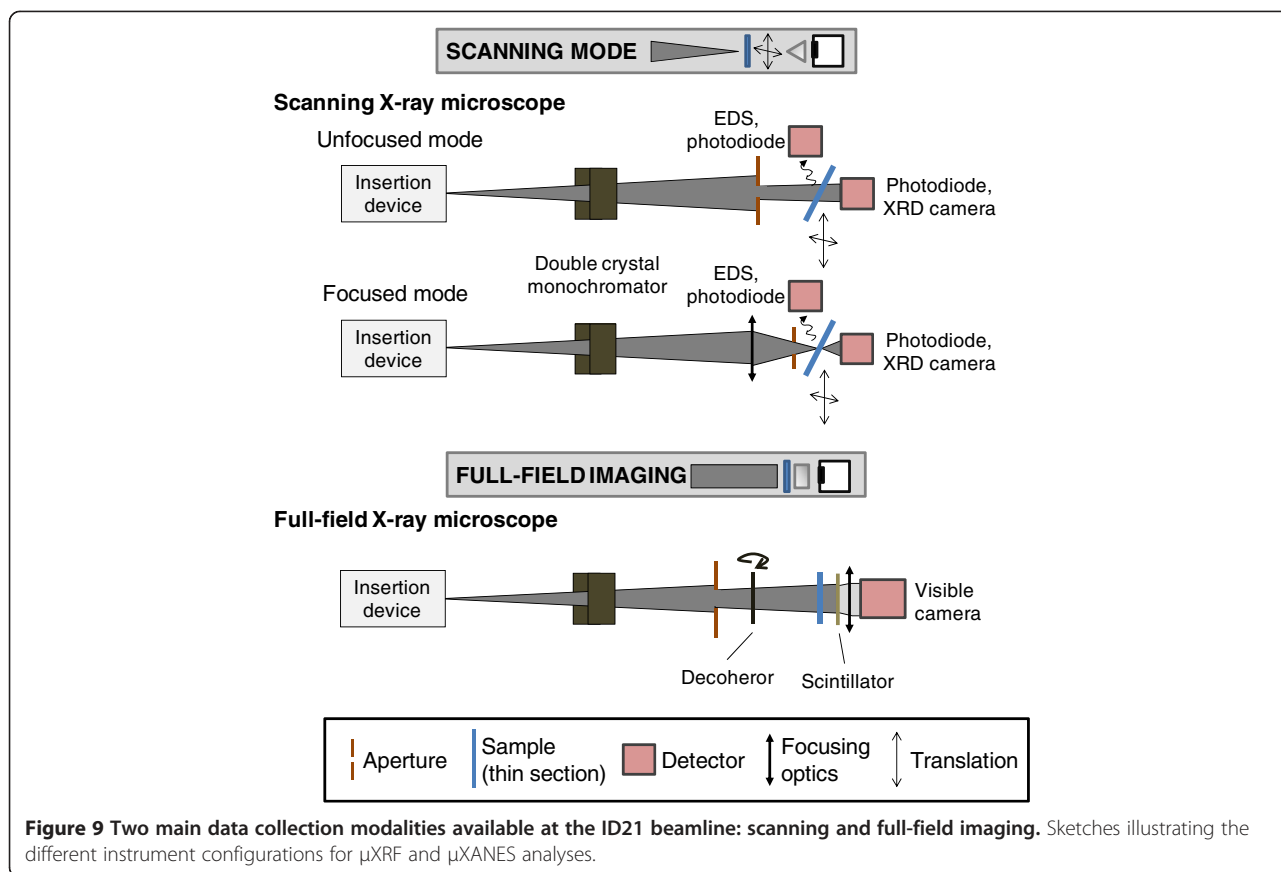 SCANNING MODE
Scanning X-ray microscope
Unfocused mode
EDS,
photodiode
Insertion
device
Photodiode,
XRD camera
Double crystal
monochromator
Focused mode
EDS,
photodiode
Insertion
device
Photodiode,
XRD camera
FULL-FIELD IMAGING
Full-field X-ray microscope
Insertion
device
Visible
camera
Decoheror
Scintillator
Aperture
Sample
(thin section)
Detector
Focusing
optics
Translation
Figure 9 Two main data collection modalities available at the ID21 beamline: scanning and full-field imaging. Sketches illustrating the
different instrument configurations for μXRF and μXANES analyses.